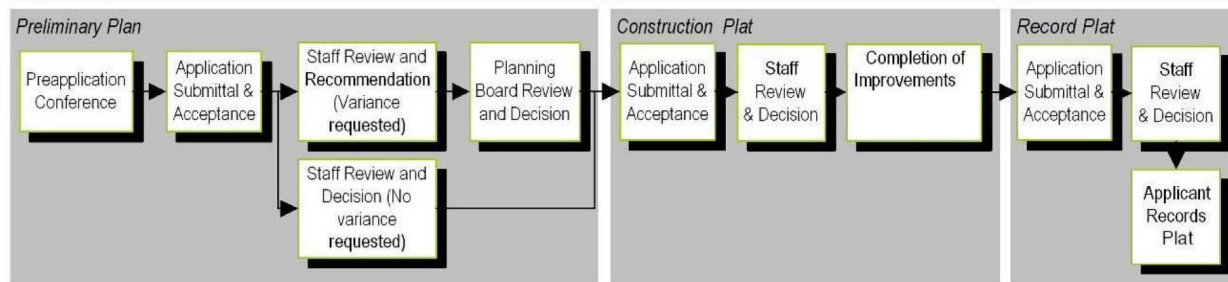 Preliminary Plan
Preapplication
Conference
Application
Submittal &
Acceptance
Staff Review and
Recommendation
(Variance
requested)
Planning
Board Review
and Decision
Staff Review and
Decision (No
variance
requested)
Construction Plat
Application
Submittal &
Acceptance
Staff
Review
& Decision
Completion of
Improvements
Record Plat
Application
Submittal &
Acceptance
Staff
Review
& Decision
Applicant
Records
Plat